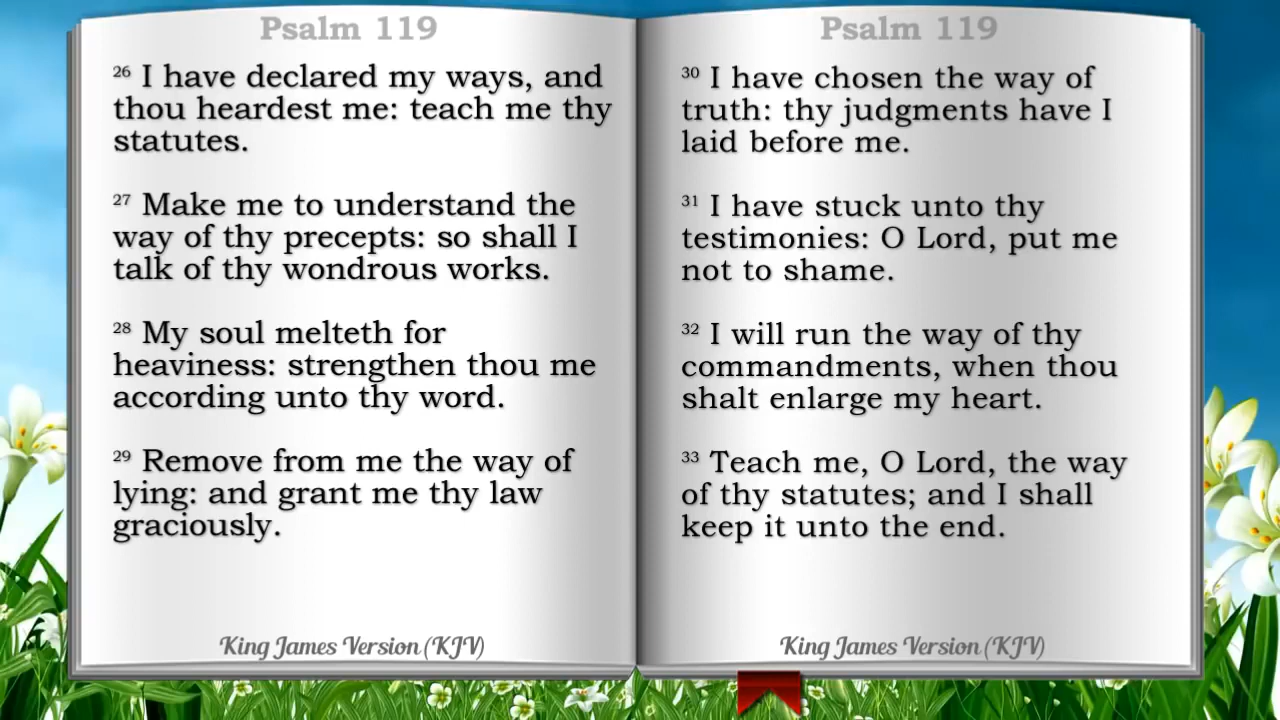 Psalm 119
26 I have declared my ways, and
thou heardest me: teach me thy
statutes.
27 Make me to understand the
way of thy precepts: so shall I
talk of thy wondrous works.
28 My soul melteth for
heaviness: strengthen thou me
according unto thy word.
29 Remove from me the way of
lying: and grant me thy law
graciously.
King James Version (KJV)
Psalm 119
30 I have chosen the way of
truth: thy judgments have I
laid before me.
31 I have stuck unto thy
testimonies: O Lord, put me
not to shame.
32 I will run the way of thy
commandments, when thou
shalt enlarge my heart.
33 Teach me, O Lord, the way
of thy statutes; and I shall
keep it unto the end.
King James Version (KJV)